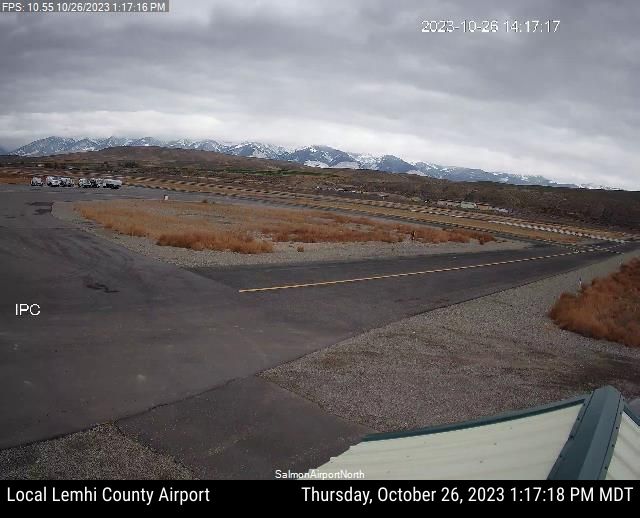 FPS: 10.55 10/26/2023 1:17:16 PM
2023-10-26 14:17:17
IPC
SalmonAirportNorth
Local Lemhi County Airport
Thursday, October 26, 2023 1:17:18 PM MDT